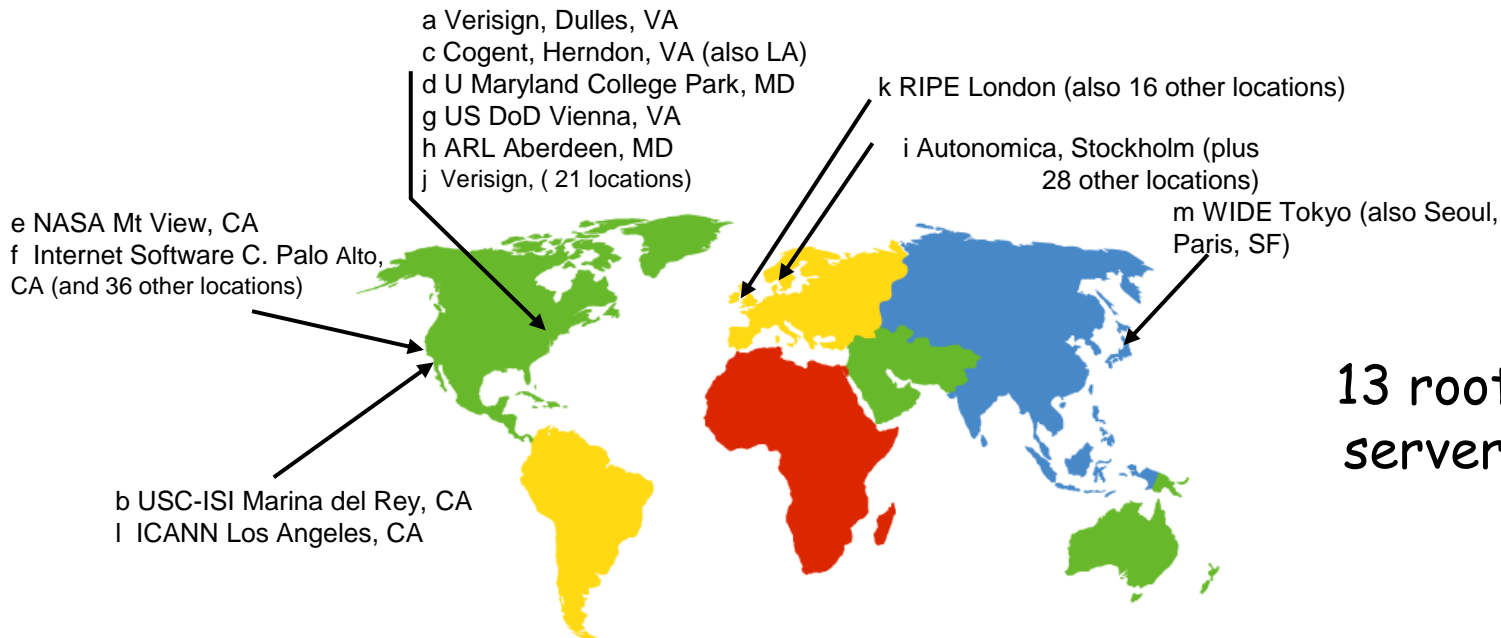 a Verisign, Dulles, VA
c Cogent, Herndon, VA (also LA)
d U Maryland College Park, MD
g US DoD Vienna, VA
h ARL Aberdeen, MD
j Verisign, ( 21 locations)
k RIPE London (also 16 other locations)
i Autonomica, Stockholm (plus
28 other locations)
m WIDE Tokyo (also Seoul,
Paris, SF)
e NASA Mt View, CA
f Internet Software C. Palo Alto,
CA (and 36 other locations)
13 root
server
b USC-ISI Marina del Rey, CA
l ICANN Los Angeles, CA